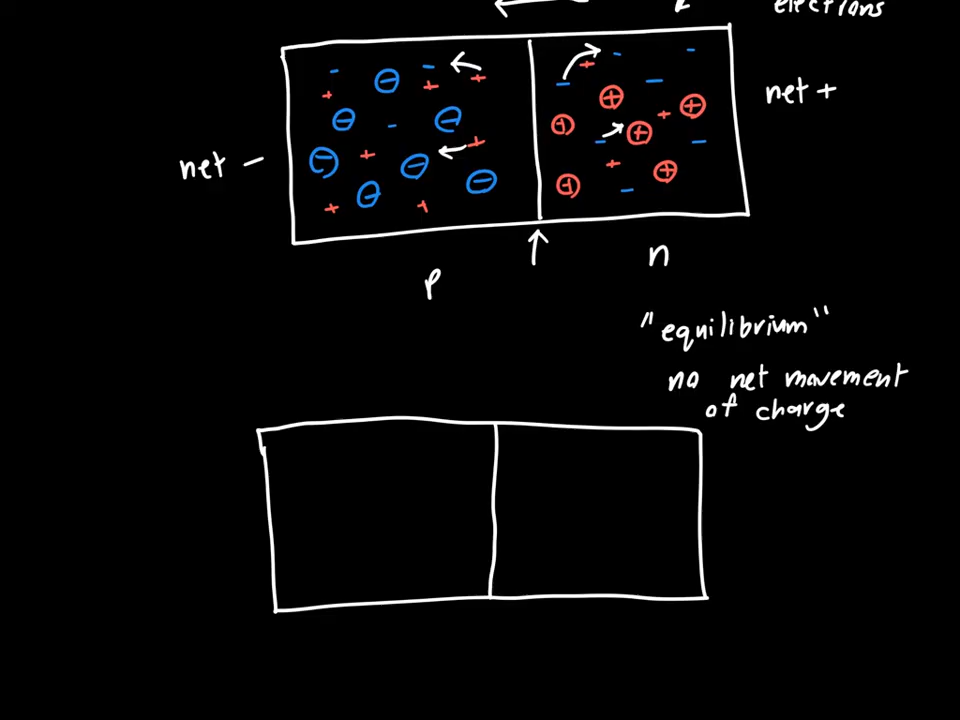 electrons
net +
net -
p
n
"equilibrium"
no net movement
of charge